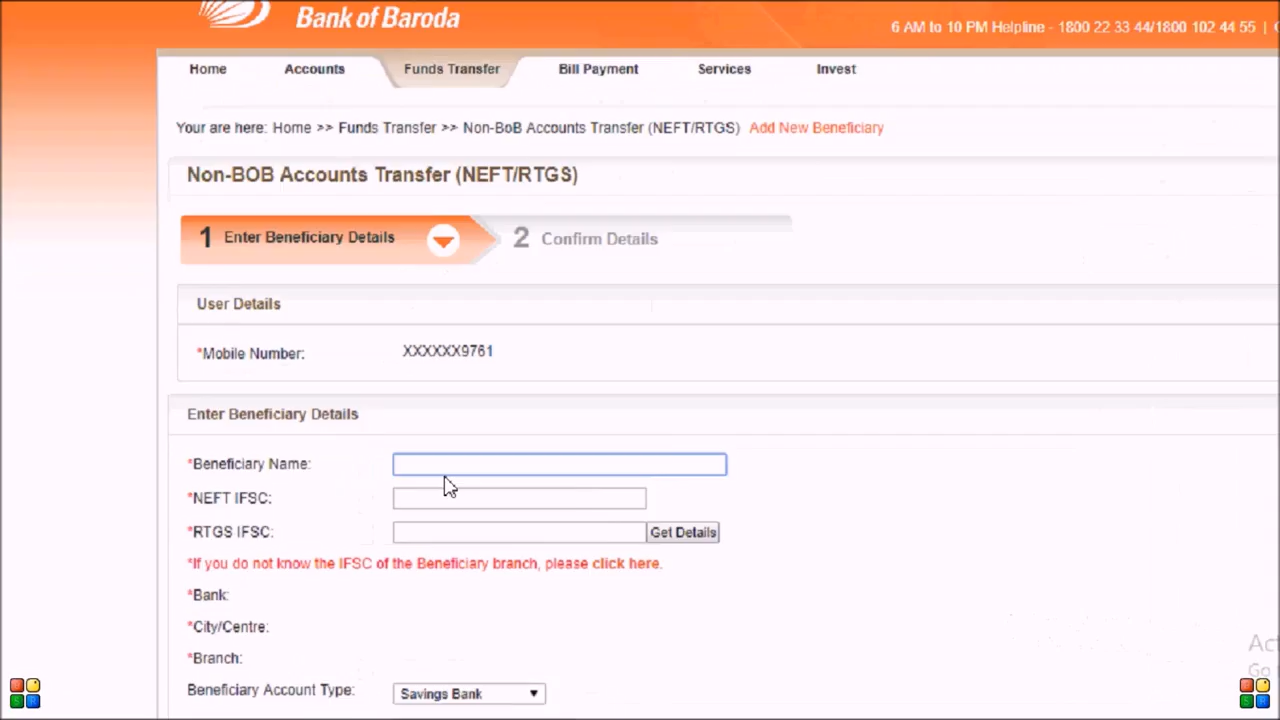 Bank of Baroda
6 AM to 10 PM Helpline - 1800 22 33 44/1800 102 44 55 |
Home Accounts Funds Transfer Bill Payment Services Invest
Your are here: Home >> Funds Transfer >> Non-BoB Accounts Transfer (NEFT/RTGS) Add New Beneficiary
Non-BOB Accounts Transfer (NEFT/RTGS)
1 Enter Beneficiary Details 2 Confirm Details
User Details
*Mobile Number: XXXXXX9761
Enter Beneficiary Details
*Beneficiary Name:
*NEFT IFSC:
*RTGS IFSC: Get Details
*If you do not know the IFSC of the Beneficiary branch, please click here.
*Bank:
*City/Centre:
*Branch:
Act
Go
Beneficiary Account Type: Savings Bank